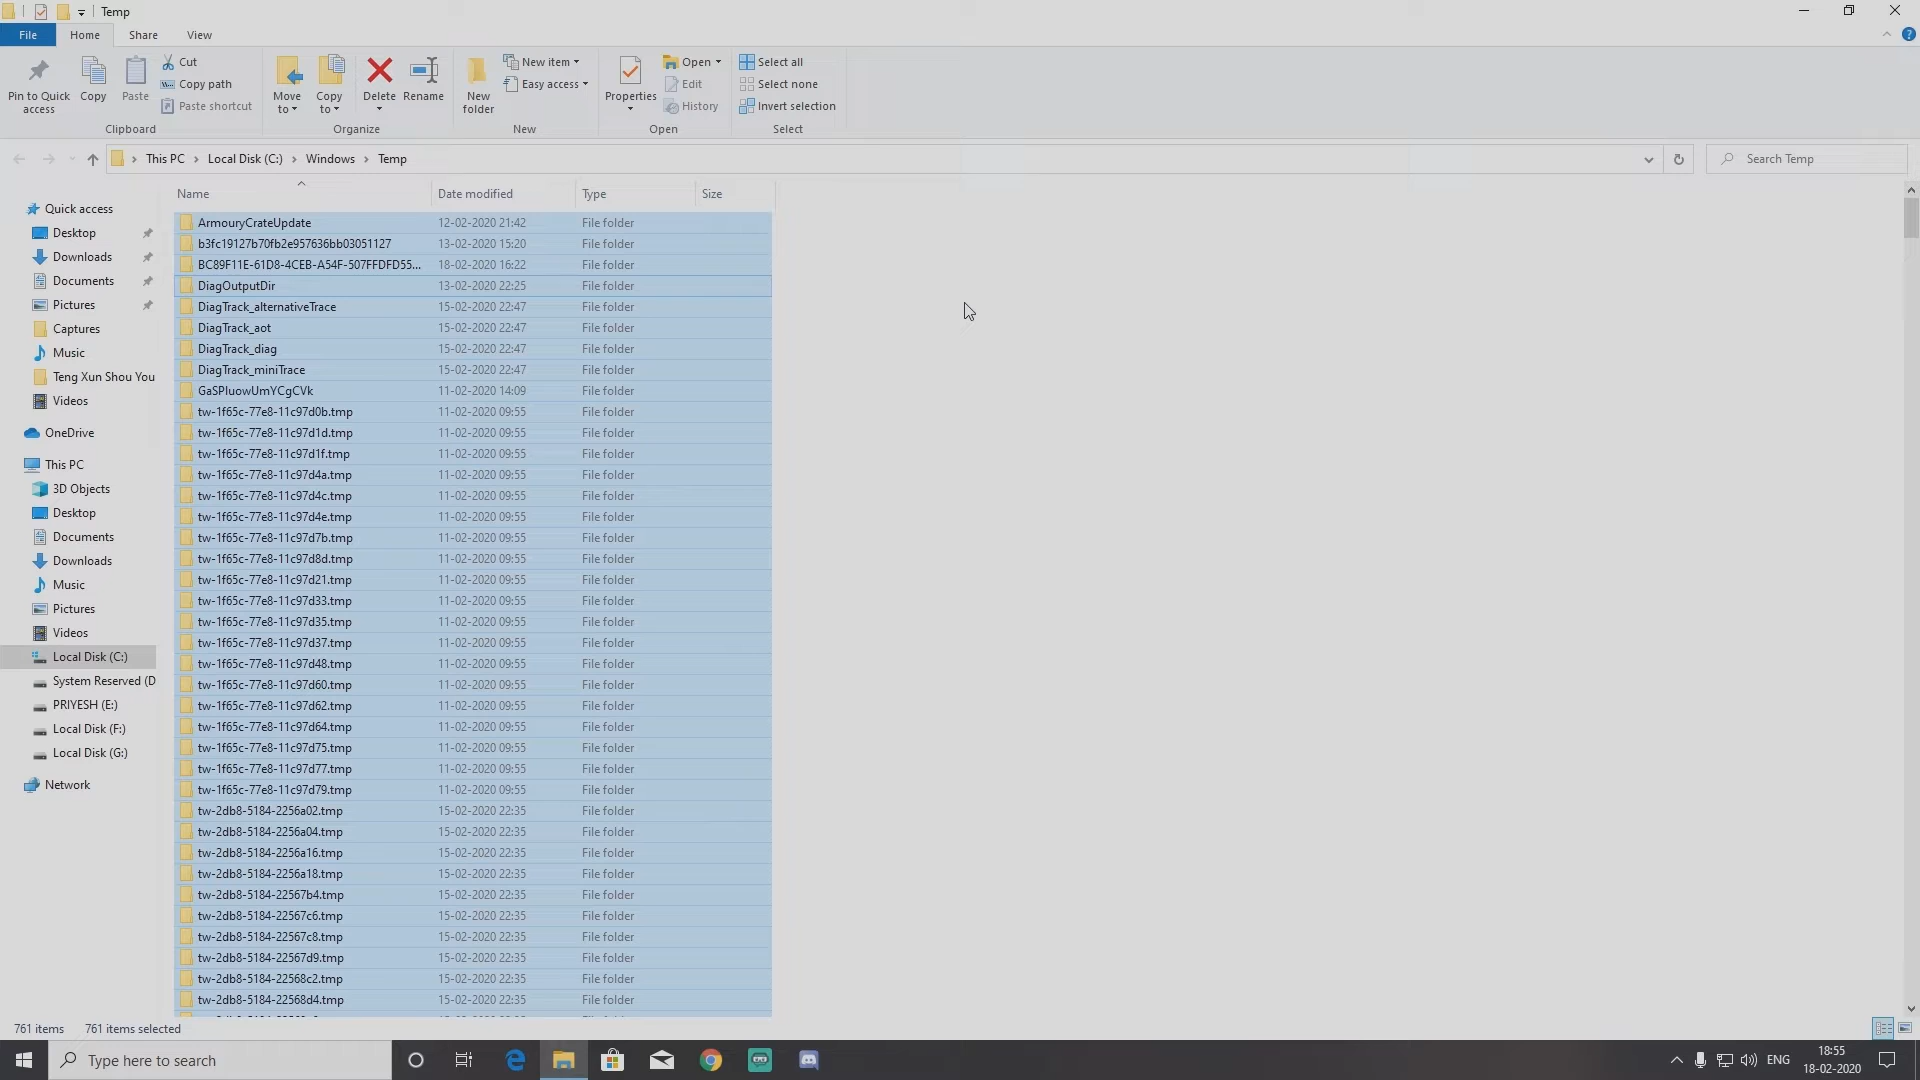 Temp
File Home Share View
Pin to Quick access
Copy
Paste
Cut
Copy path
Paste shortcut
Clipboard
Move to
Copy to
Delete
Rename
Organize
New folder
New item
Easy access
New
Properties
Open
Edit
History
Open
Select all
Select none
Invert selection
Select
This PC › Local Disk (C:) › Windows › Temp
Search Temp
Quick access
Desktop
Downloads
Documents
Pictures
Captures
Music
Teng Xun Shou You
Videos
OneDrive
This PC
3D Objects
Desktop
Documents
Downloads
Music
Pictures
Videos
Local Disk (C:)
System Reserved (D
PRIYESH (E:)
Local Disk (F:)
Local Disk (G:)
Network
Name Date modified Type Size
ArmouryCrateUpdate 12-02-2020 21:42 File folder
b3fc19127b70fb2e957636bb03051127 13-02-2020 15:20 File folder
BC89F11E-61D8-4CEB-A54F-507FFDFD55... 18-02-2020 16:22 File folder
DiagOutputDir 13-02-2020 22:25 File folder
DiagTrack_alternativeTrace 15-02-2020 22:47 File folder
DiagTrack_aot 15-02-2020 22:47 File folder
DiagTrack_diag 15-02-2020 22:47 File folder
DiagTrack_miniTrace 15-02-2020 22:47 File folder
GaSPIuowUmYCgCVk 11-02-2020 14:09 File folder
tw-1f65c-77e8-11c97d0b.tmp 11-02-2020 09:55 File folder
tw-1f65c-77e8-11c97d1d.tmp 11-02-2020 09:55 File folder
tw-1f65c-77e8-11c97d1f.tmp 11-02-2020 09:55 File folder
tw-1f65c-77e8-11c97d4a.tmp 11-02-2020 09:55 File folder
tw-1f65c-77e8-11c97d4c.tmp 11-02-2020 09:55 File folder
tw-1f65c-77e8-11c97d4e.tmp 11-02-2020 09:55 File folder
tw-1f65c-77e8-11c97d7b.tmp 11-02-2020 09:55 File folder
tw-1f65c-77e8-11c97d8d.tmp 11-02-2020 09:55 File folder
tw-1f65c-77e8-11c97d21.tmp 11-02-2020 09:55 File folder
tw-1f65c-77e8-11c97d33.tmp 11-02-2020 09:55 File folder
tw-1f65c-77e8-11c97d35.tmp 11-02-2020 09:55 File folder
tw-1f65c-77e8-11c97d37.tmp 11-02-2020 09:55 File folder
tw-1f65c-77e8-11c97d48.tmp 11-02-2020 09:55 File folder
tw-1f65c-77e8-11c97d60.tmp 11-02-2020 09:55 File folder
tw-1f65c-77e8-11c97d62.tmp 11-02-2020 09:55 File folder
tw-1f65c-77e8-11c97d64.tmp 11-02-2020 09:55 File folder
tw-1f65c-77e8-11c97d75.tmp 11-02-2020 09:55 File folder
tw-1f65c-77e8-11c97d77.tmp 11-02-2020 09:55 File folder
tw-1f65c-77e8-11c97d79.tmp 11-02-2020 09:55 File folder
tw-2db8-5184-2256a02.tmp 15-02-2020 22:35 File folder
tw-2db8-5184-2256a04.tmp 15-02-2020 22:35 File folder
tw-2db8-5184-2256a16.tmp 15-02-2020 22:35 File folder
tw-2db8-5184-2256a18.tmp 15-02-2020 22:35 File folder
tw-2db8-5184-22567b4.tmp 15-02-2020 22:35 File folder
tw-2db8-5184-22567c6.tmp 15-02-2020 22:35 File folder
tw-2db8-5184-22567c8.tmp 15-02-2020 22:35 File folder
tw-2db8-5184-22567d9.tmp 15-02-2020 22:35 File folder
tw-2db8-5184-22568c2.tmp 15-02-2020 22:35 File folder
tw-2db8-5184-22568d4.tmp 15-02-2020 22:35 File folder
761 items 761 items selected
Type here to search
ENG
18:55
18-02-2020